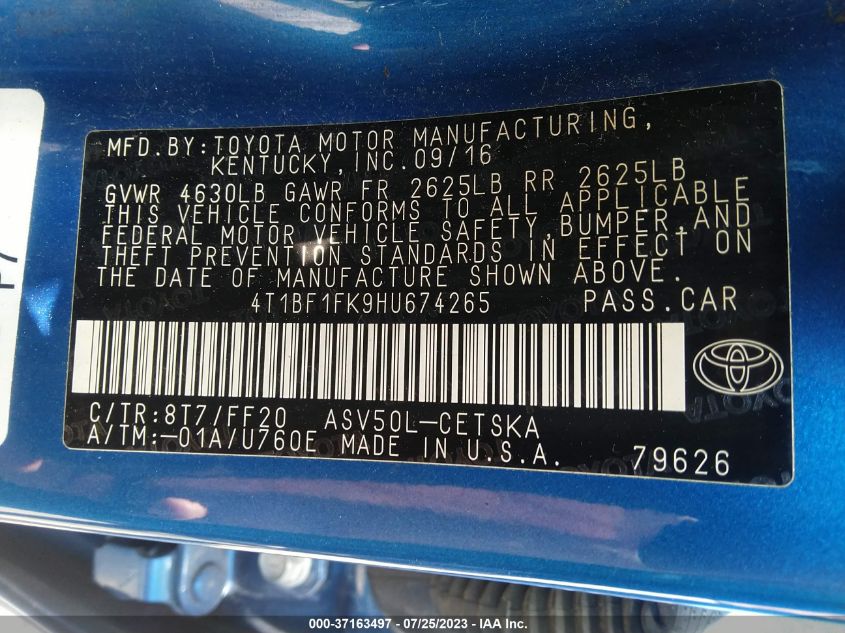 MFD.BY:TOYOTA MOTOR MANUFACTURING,
KENTUCKY,INC.09/16
GVWR 4630LB GAWR FR 2625LB RR 2625LB
THIS VEHICLE CONFORMS TO ALL APPLICABLE
FEDERAL MOTOR VEHICLE SAFETY,BUMPER,AND
THEFT PREVENTION STANDARDS IN EFFECT ON
THE DATE OF MANUFACTURE SHOWN ABOVE.
4T1BF1FK9HU674265 PASS.CAR
C/TR:8T7/FF20 ASV50L-CETSKA
A/TM:-01A/U760E MADE IN U.S.A. 79626
000-37163497 - 07/25/2023 - IAA Inc.